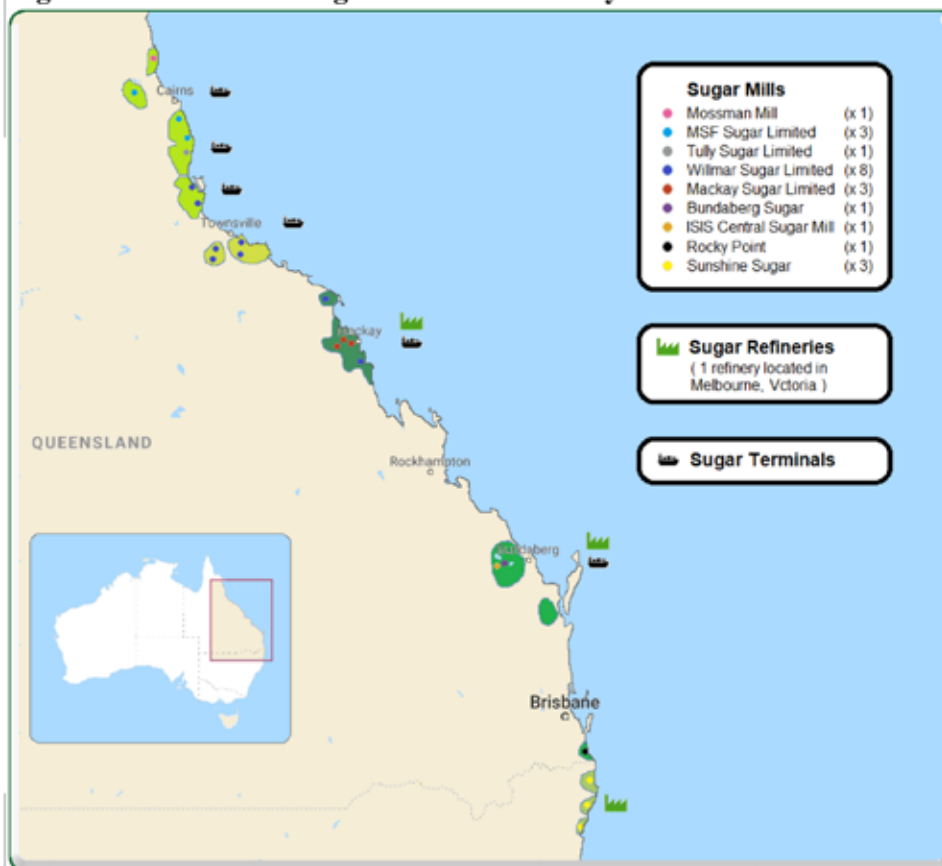 Cairns
Townsville
Mackay
QUEENSLAND
Rockhampton
Bundaberg
Brisbane
Sugar Mills
Mossman Mill (x 1)
MSF Sugar Limited (x 3)
Tully Sugar Limited (x 1)
Willmar Sugar Limited (x 8)
Mackay Sugar Limited (x 3)
Bundaberg Sugar (x 1)
ISIS Central Sugar Mill (x 1)
Rocky Point (x 1)
Sunshine Sugar (x 3)
Sugar Refineries
( 1 refinery located in
Melbourne, Vctoria )
Sugar Terminals